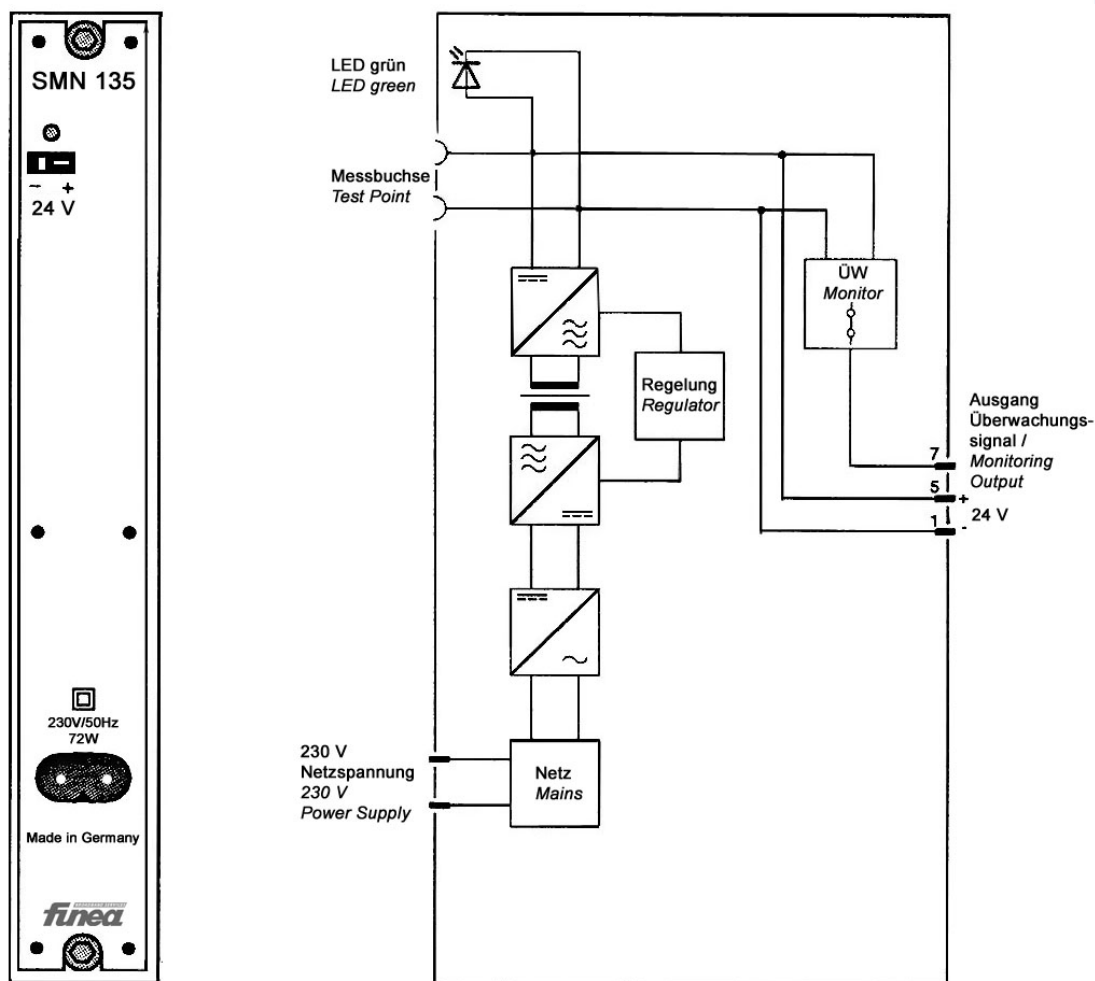 SMN 135
- +
24 V
230V/50Hz
72W
Made in Germany
funea
LED grün
LED green
Messbuchse
Test Point
ÜW
Monitor
Regelung
Regulator
Ausgang
Überwachungs-
signal /
Monitoring
Output
7
5
+
24 V
1
-
230 V
Netzspannung
230 V
Power Supply
Netz
Mains